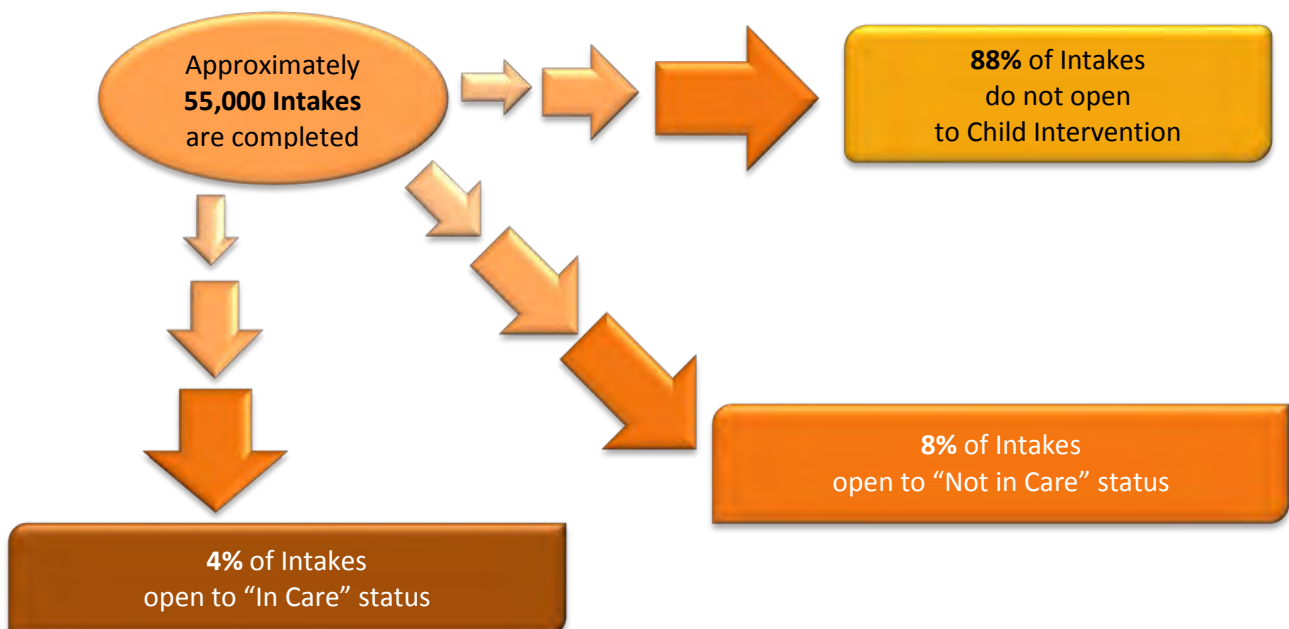 Approximately
55,000 Intakes
are completed
88% of Intakes
do not open
to Child Intervention
8% of Intakes
open to “Not in Care” status
4% of Intakes
open to “In Care” status